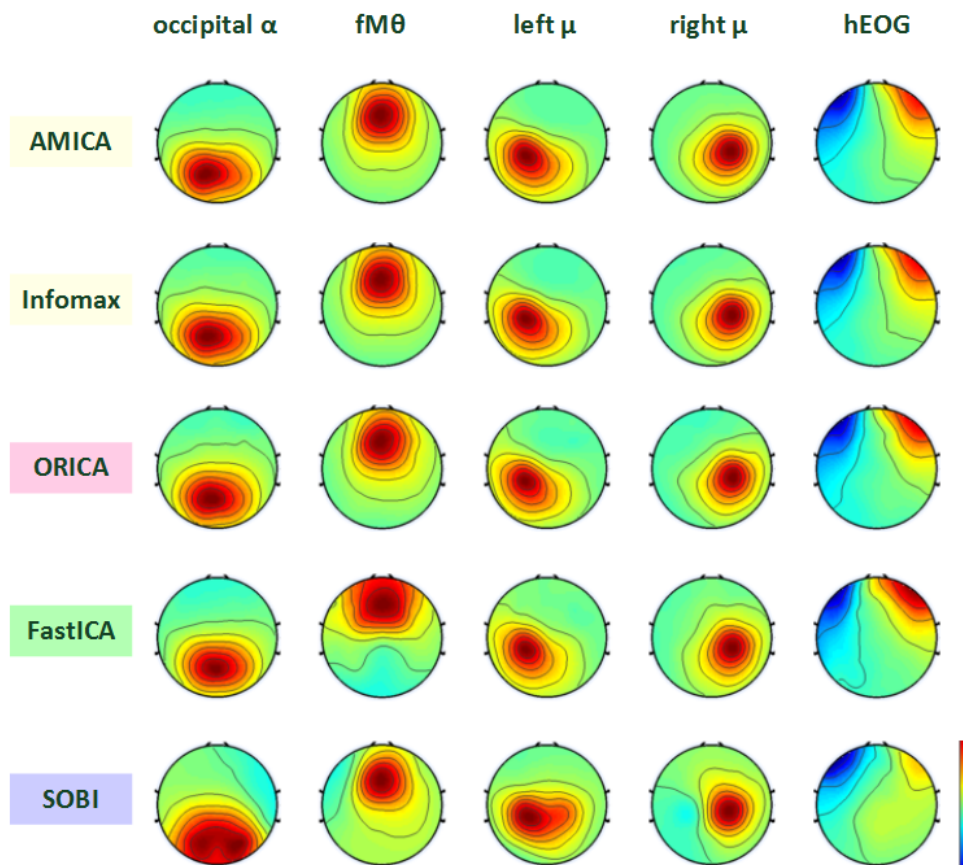 occipital α fMθ left μ right μ hEOG
AMICA
Infomax
ORICA
FastICA
SOBI